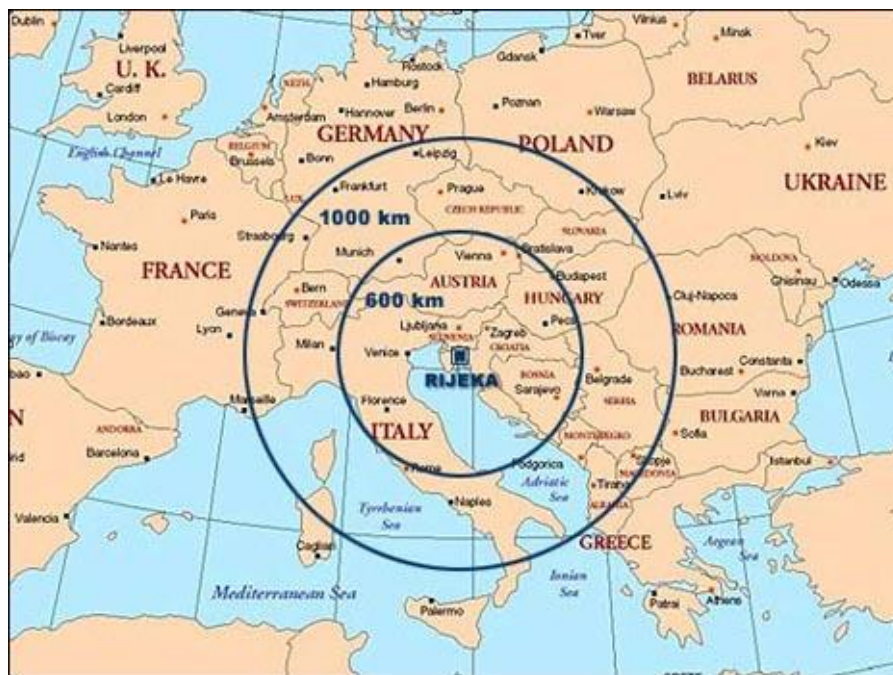 Dublin
Liverpool
U. K.
Cardiff
London
English Channel
Le Havre
Paris
Nantes
FRANCE
Bordeaux
Lyon
Marseille
ANDORRA
Barcelona
Valencia
NETH.
Amsterdam
BELGIUM
Brussels
LUX.
Rostock
Hamburg
Hannover
Berlin
GERMANY
Bonn
Leipzig
Frankfurt
Strasbourg
Munich
1000 km
600 km
Gdansk
Poznan
Warsaw
POLAND
Krakow
Tver
Vilnius
Minsk
BELARUS
Kiev
UKRAINE
Lviv
Prague
CZECH REPUBLIC
SLOVAKIA
Bratislava
Vienna
AUSTRIA
Budapest
HUNGARY
Pecs
Bern
SWITZERLAND
Geneva
Milan
Venice
Florence
ITALY
Rome
Naples
Ljubljana
SLOVENIA
Zagreb
CROATIA
RIJEKA
BOSNIA
Sarajevo
Belgrade
SERBIA
MONTENEGRO
Podgorica
Skopje
MACEDONIA
Tirana
ALBANIA
MOLDOVA
Chisinau
Odessa
Cluj-Napoca
ROMANIA
Bucharest
Constanta
Varna
BULGARIA
Sofia
Istanbul
GREECE
Aegean
Sea
Patrai
Athens
Adriatic
Sea
Ionian
Sea
Tyrrhenian
Sea
Cagliari
Palermo
Mediterranean Sea